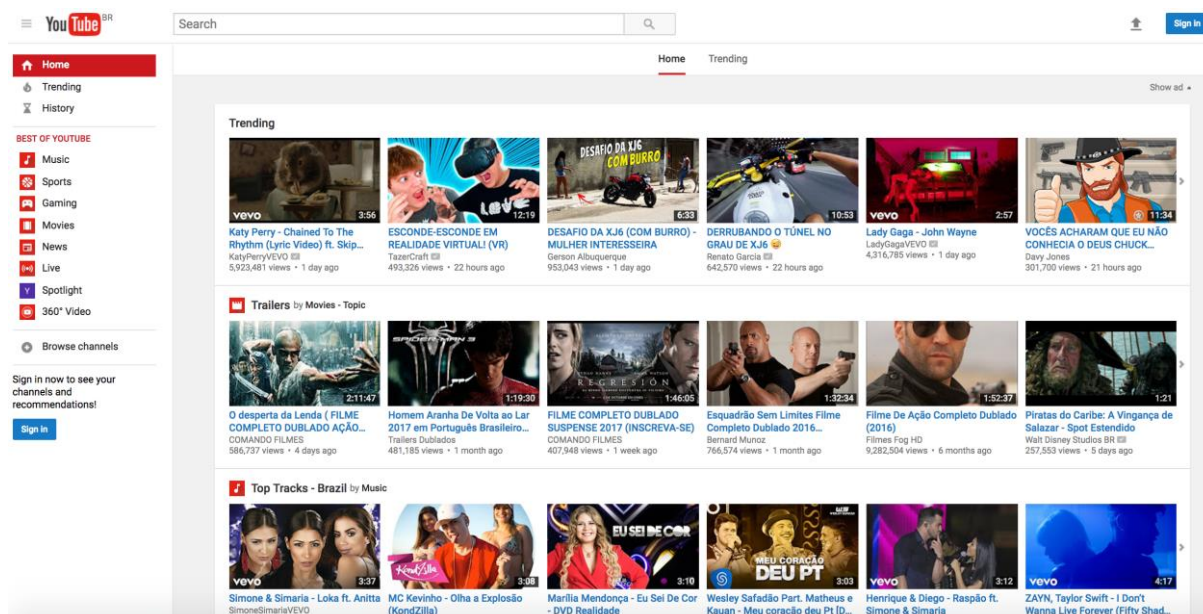 YouTube BR
Search
Sign in
Home
Trending
History
BEST OF YOUTUBE
Music
Sports
Gaming
Movies
News
Live
Spotlight
360° Video
Browse channels
Sign in now to see your
channels and
recommendations!
Sign in
Home Trending
Show ad
Trending
vevo 3:56
Katy Perry - Chained To The
Rhythm (Lyric Video) ft. Skip...
KatyPerryVEVO
5,923,481 views • 1 day ago
12:19
ESCONDE-ESCONDE EM
REALIDADE VIRTUAL! (VR)
TazerCraft
493,326 views • 22 hours ago
DESAFIO DA XJ6
COM BURRO
6:33
DESAFIO DA XJ6 (COM BURRO) -
MULHER INTERESSEIRA
Gerson Albuquerque
953,043 views • 1 day ago
10:53
DERRUBANDO O TÚNEL NO
GRAU DE XJ6 😄
Renato Garcia
642,570 views • 22 hours ago
vevo 2:57
Lady Gaga - John Wayne
LadyGagaVEVO
4,316,785 views • 1 day ago
11:34
VOCÊS ACHARAM QUE EU NÃO
CONHECIA O DEUS CHUCK...
Davy Jones
301,700 views • 21 hours ago
Trailers by Movies - Topic
2:11:47
O desperta da Lenda ( FILME
COMPLETO DUBLADO AÇÃO...
COMANDO FILMES
586,737 views • 4 days ago
SPIDER-MAN 3
1:19:30
Homem Aranha De Volta ao Lar
2017 em Português Brasileiro...
Trailers Dublados
481,185 views • 1 month ago
REGRESIÓN
1:46:05
FILME COMPLETO DUBLADO
SUSPENSE 2017 (INSCREVA-SE)
COMANDO FILMES
407,948 views • 1 week ago
1:32:34
Esquadrão Sem Limites Filme
Completo Dublado 2016...
Bernard Munoz
766,574 views • 1 month ago
1:52:37
Filme De Ação Completo Dublado
(2016)
Filmes Fog HD
9,282,504 views • 6 months ago
1:21
Piratas do Caribe: A Vingança de
Salazar - Spot Estendido
Walt Disney Studios BR
257,553 views • 5 days ago
Top Tracks - Brazil by Music
vevo 3:37
Simone & Simaria - Loka ft. Anitta
SimoneSimariaVEVO
KondZilla
3:08
MC Kevinho - Olha a Explosão
(KondZilla)
EU SEI DE COR
3:10
Marília Mendonça - Eu Sei De Cor
- DVD Realidade
WS
MEU CORAÇÃO
DEU PT
3:03
Wesley Safadão Part. Matheus e
Kauan - Meu coração deu Pt [D...
vevo 3:12
Henrique & Diego - Raspão ft.
Simone & Simaria
vevo 4:17
ZAYN, Taylor Swift - I Don't
Wanna Live Forever (Fifty Shad...